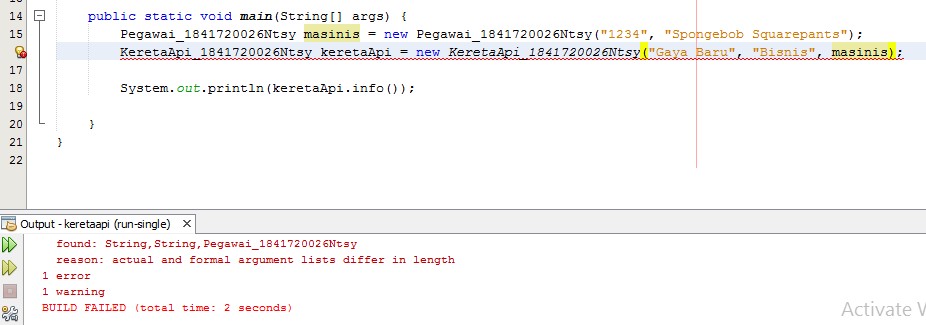 14 public static void main(String[] args) {
15 Pegawai_1841720026Ntsy masinis = new Pegawai_1841720026Ntsy("1234", "Spongebob Squarepants");
KeretaApi_1841720026Ntsy keretaApi = new KeretaApi_1841720026Ntsy("Gaya Baru", "Bisnis", masinis);
17
18 System.out.println(keretaApi.info());
19
20 }
21 }
22
Output - keretaapi (run-single)
found: String,String,Pegawai_1841720026Ntsy
reason: actual and formal argument lists differ in length
1 error
1 warning
BUILD FAILED (total time: 2 seconds)
Activate